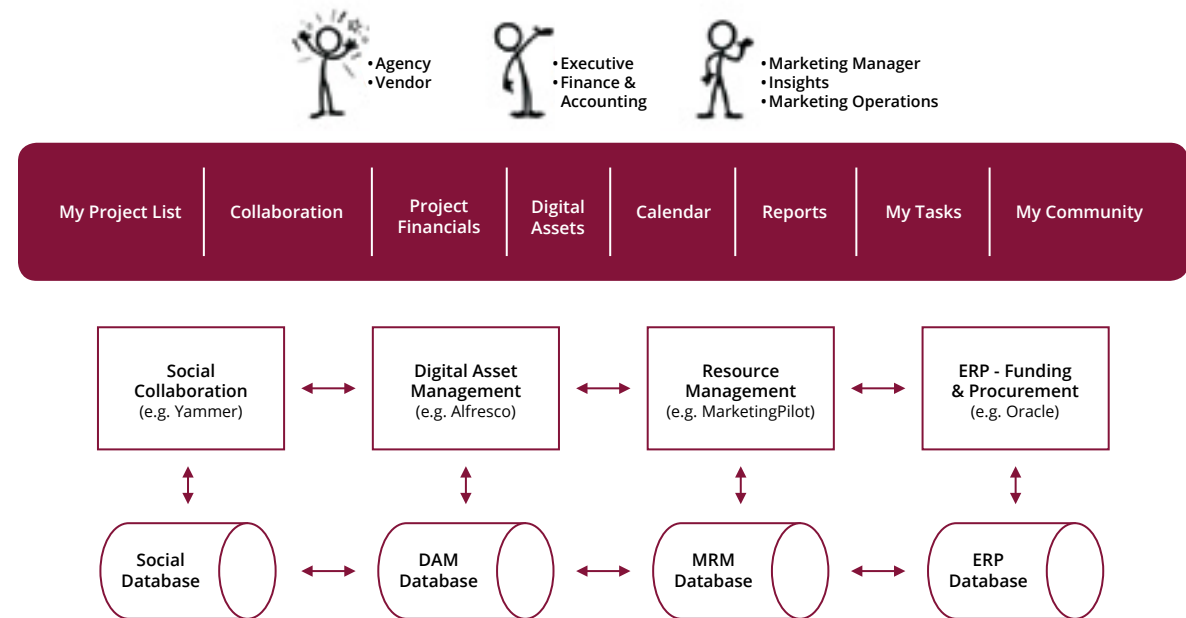 • Agency
• Vendor
• Executive
• Finance &
Accounting
• Marketing Manager
• Insights
• Marketing Operations
My Project List
Collaboration
Project
Financials
Digital
Assets
Calendar
Reports
My Tasks
My Community
Social
Collaboration
(e.g. Yammer)
Digital Asset
Management
(e.g. Alfresco)
Resource
Management
(e.g. MarketingPilot)
ERP - Funding
& Procurement
(e.g. Oracle)
Social
Database
DAM
Database
MRM
Database
ERP
Database